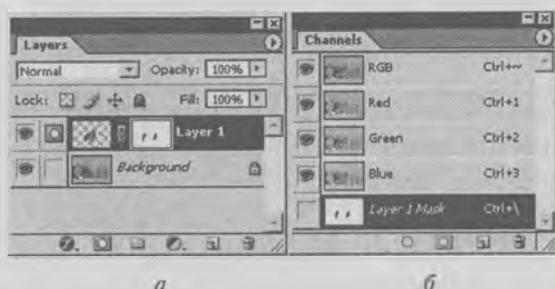 Layers
Normal
Opacity: 100%
Lock:
Fill: 100%
Layer 1
Background
Channels
RGB Ctrl+~
Red Ctrl+1
Green Ctrl+2
Blue Ctrl+3
Layer 1 Mask Ctrl+\
а
б